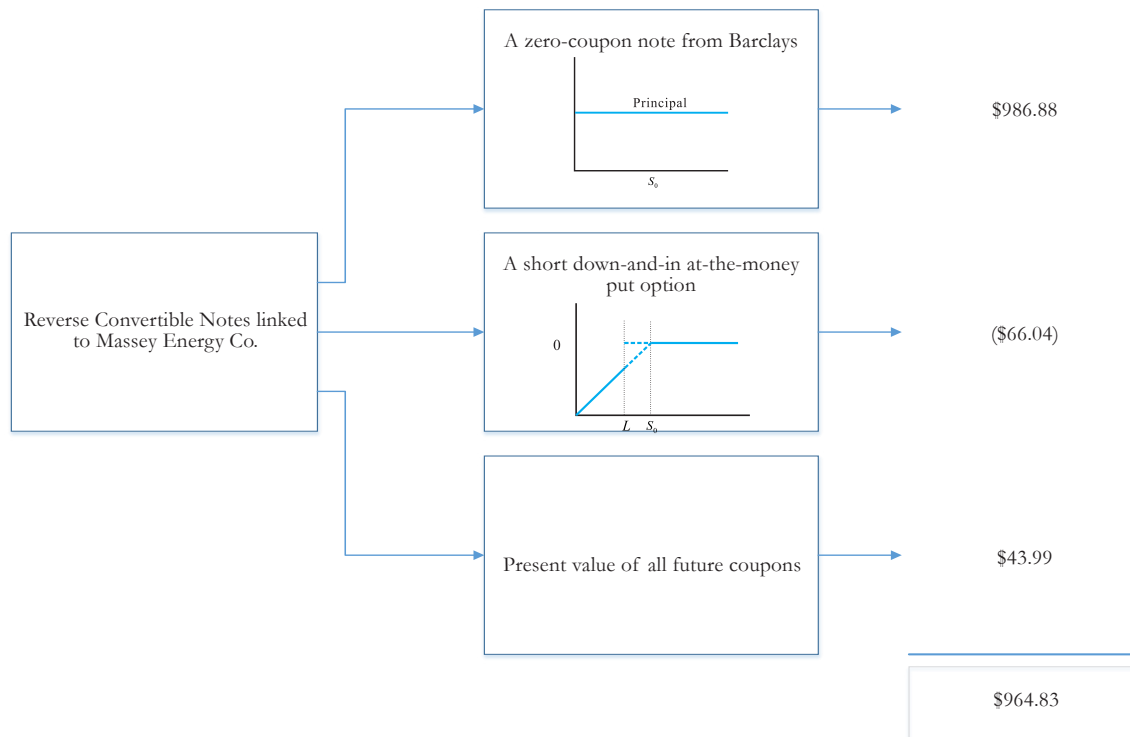 A zero-coupon note from Barclays
Principal
S₀
$986.88
Reverse Convertible Notes linked
to Massey Energy Co.
A short down-and-in at-the-money
put option
0
L S₀
($66.04)
Present value of all future coupons
$43.99
$964.83